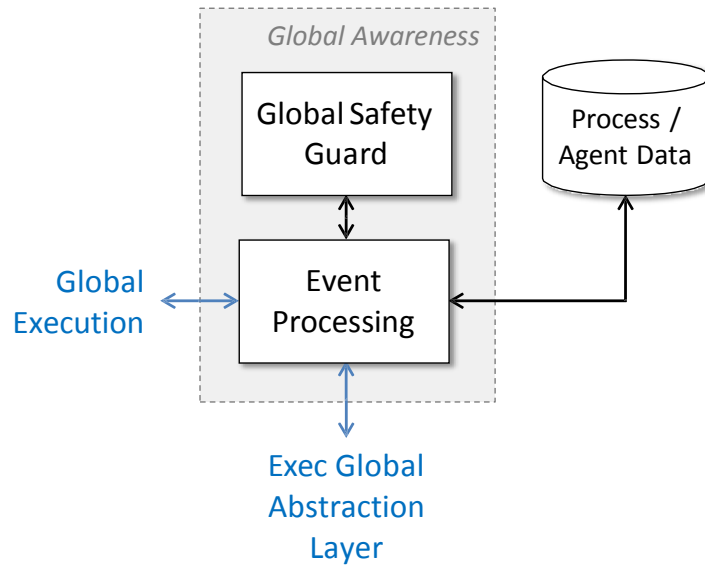 Global Awareness
Global Safety
Guard
Process /
Agent Data
Event
Processing
Global
Execution
Exec Global
Abstraction
Layer